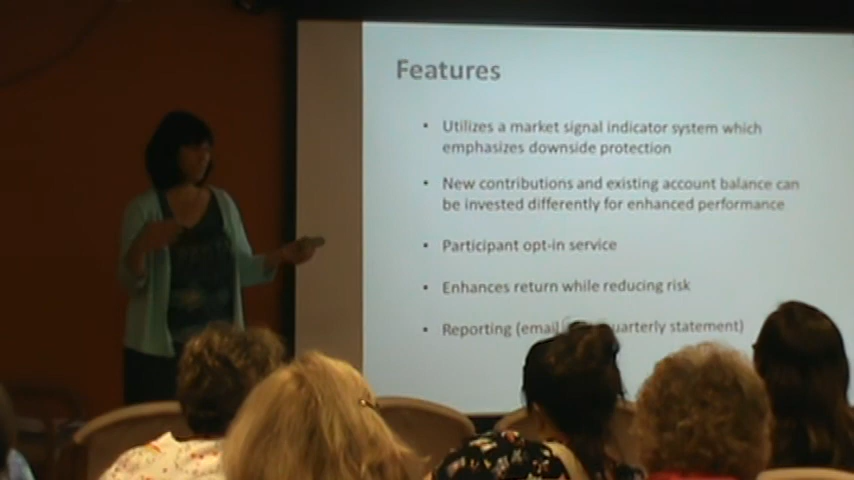 Features
• Utilizes a market signal indicator system which
emphasizes downside protection
• New contributions and existing account balance can
be invested differently for enhanced performance
• Participant opt-in service
• Enhances return while reducing risk
• Reporting (email quarterly statement)